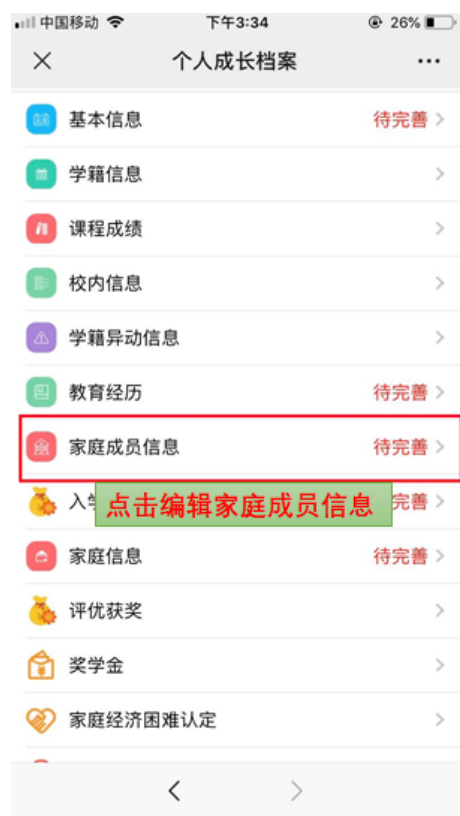 中国移动 下午3:34 26%
个人成长档案
基本信息 待完善
学籍信息
课程成绩
校内信息
学籍异动信息
教育经历 待完善
家庭成员信息 待完善
入 完善
点击编辑家庭成员信息
家庭信息 待完善
评优获奖
奖学金
家庭经济困难认定